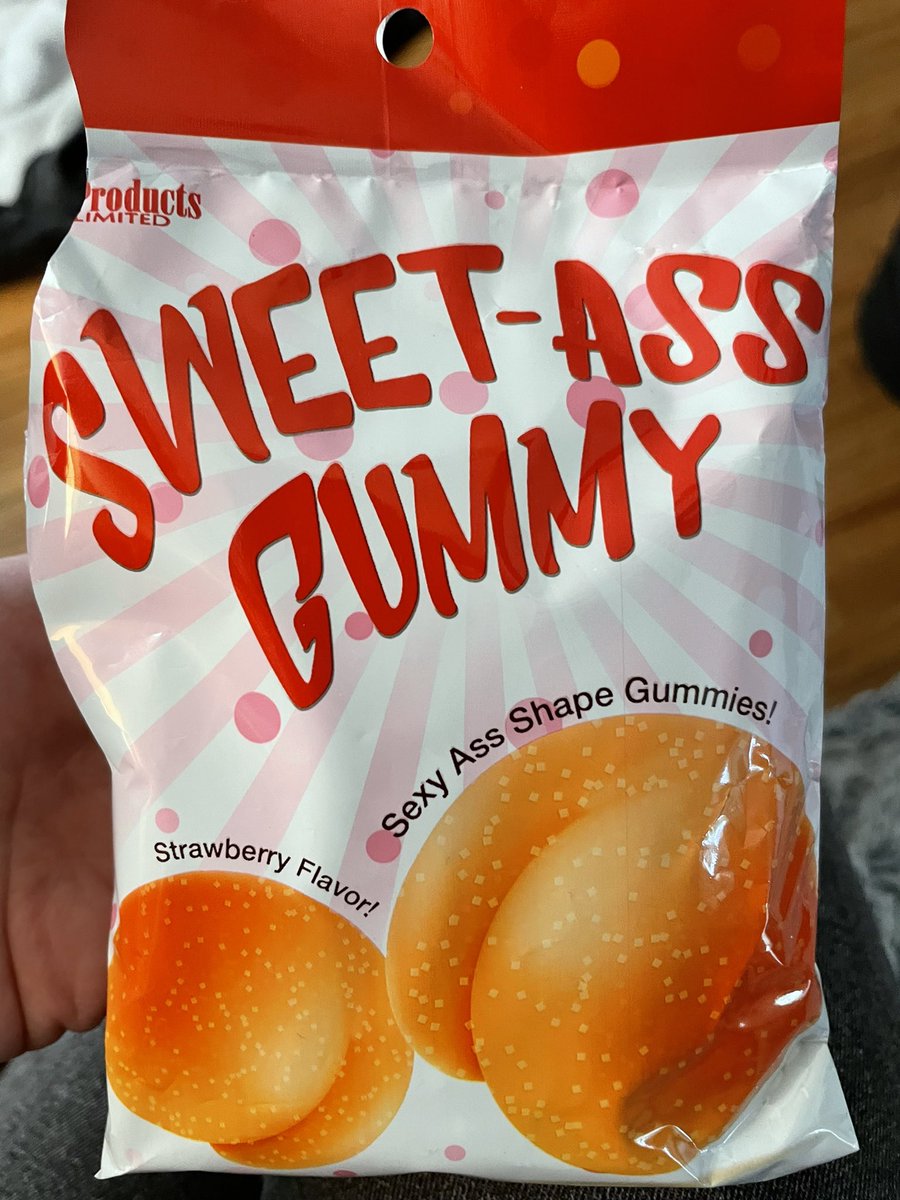 Products
LIMITED
SWEET-ASS
GUMMY
Sexy Ass Shape Gummies!
Strawberry Flavor!